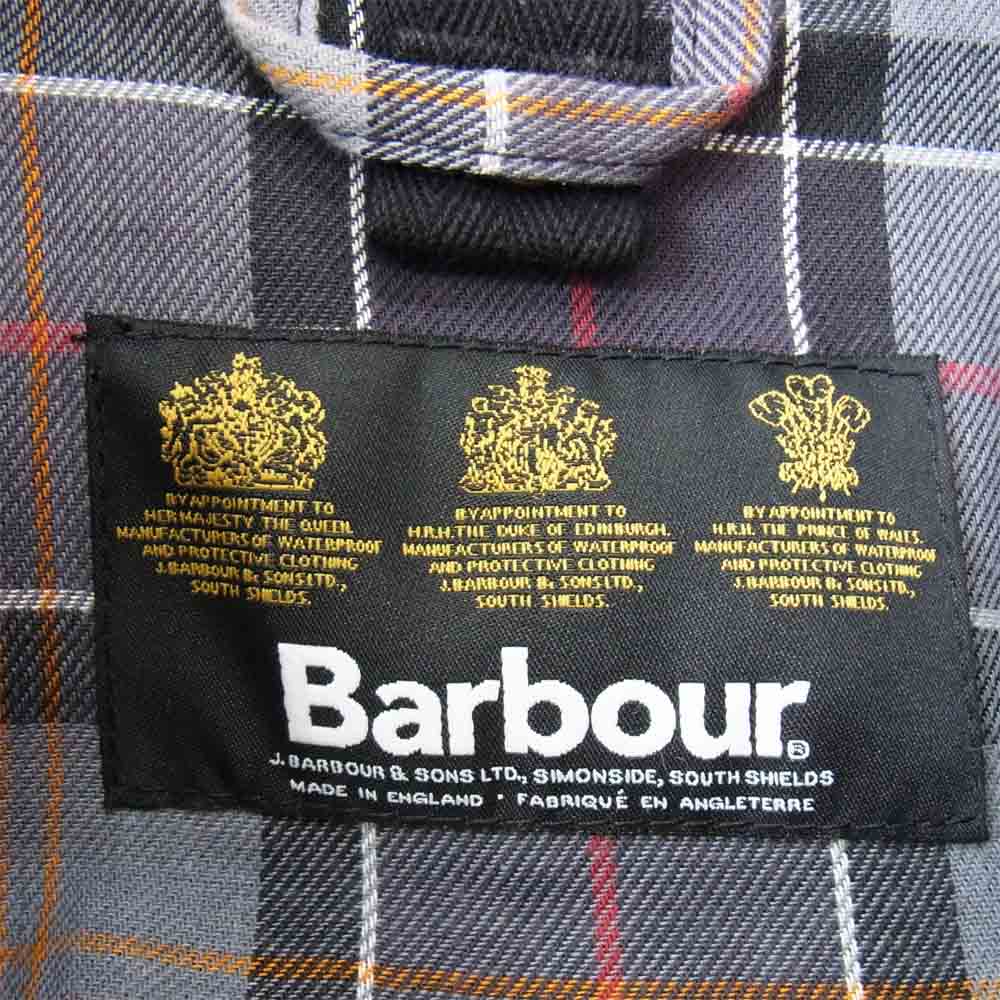 BY APPOINTMENT TO
HER MAJESTY THE QUEEN
MANUFACTURERS OF WATERPROOF
AND PROTECTIVE CLOTHING
J. BARBOUR & SONS LTD.,
SOUTH SHIELDS.
BY APPOINTMENT TO
H.R.H. THE DUKE OF EDINBURGH,
MANUFACTURERS OF WATERPROOF
AND PROTECTIVE CLOTHING
J. BARBOUR & SONS LTD.,
SOUTH SHIELDS.
BY APPOINTMENT TO
H.R.H. THE PRINCE OF WALES.
MANUFACTURERS OF WATERPROOF
AND PROTECTIVE CLOTHING
J. BARBOUR & SONS LTD.,
SOUTH SHIELDS.
Barbour®
J. BARBOUR & SONS LTD., SIMONSIDE, SOUTH SHIELDS
MADE IN ENGLAND · FABRIQUÉ EN ANGLETERRE